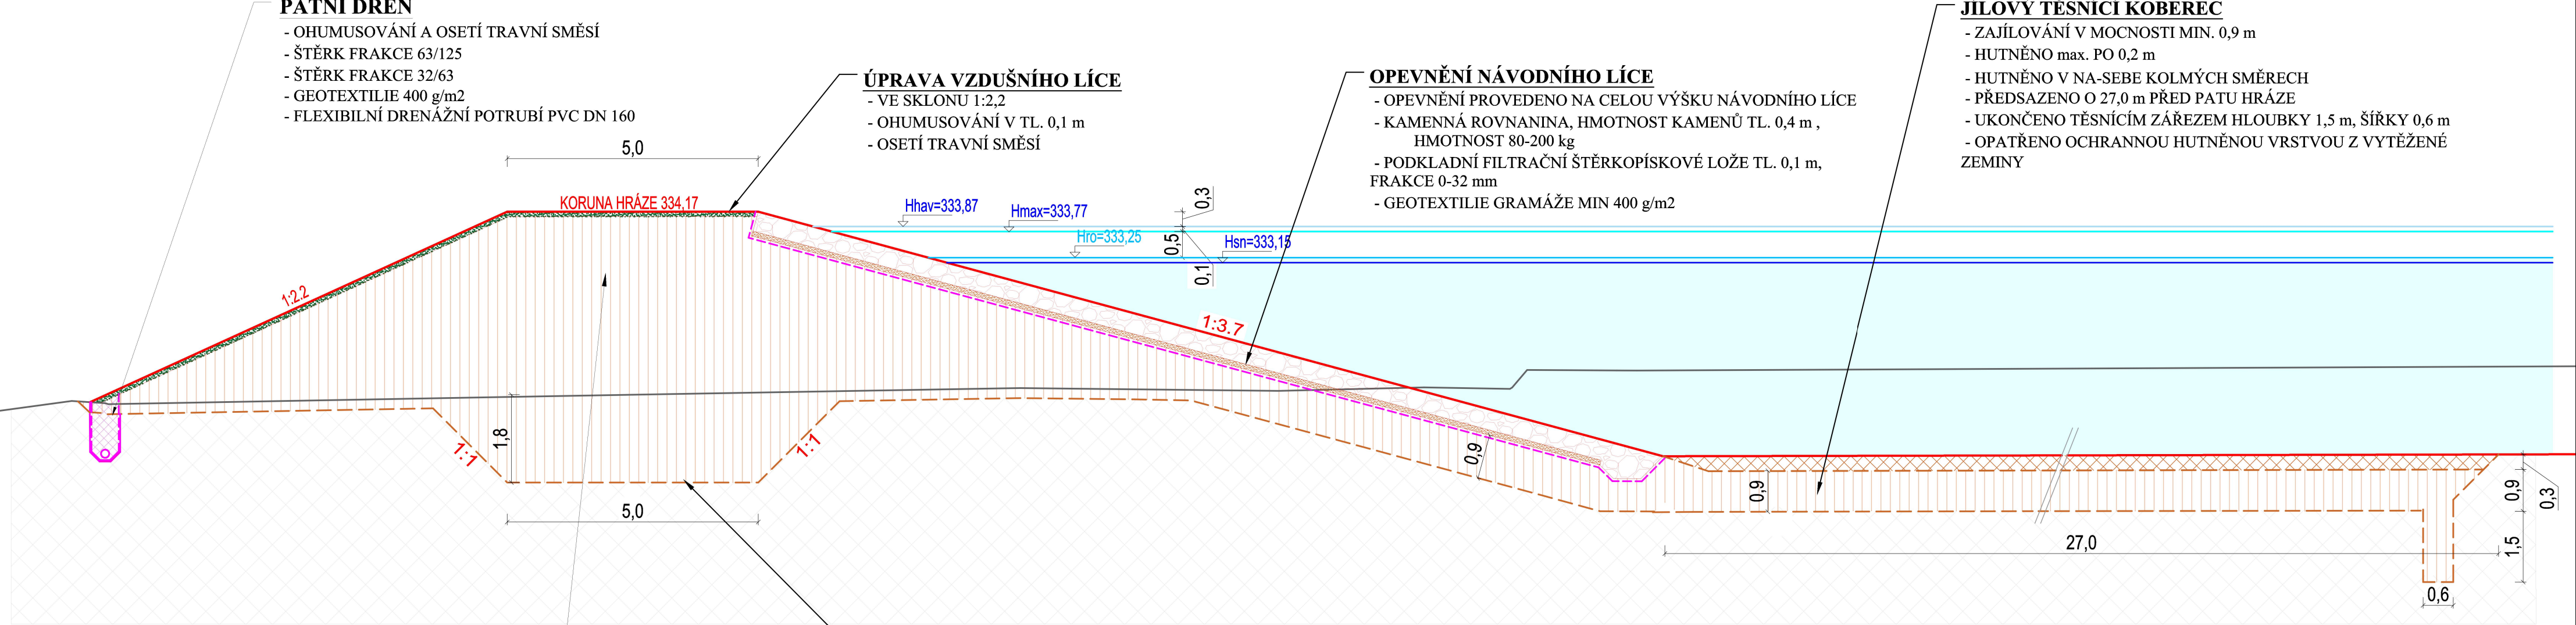 PATNÍ DRÉN
- OHUMUSOVÁNÍ A OSETÍ TRAVNÍ SMĚSÍ
- ŠTĚRK FRAKCE 63/125
- ŠTĚRK FRAKCE 32/63
- GEOTEXTILIE 400 g/m2
- FLEXIBILNÍ DRENÁŽNÍ POTRUBÍ PVC DN 160
ÚPRAVA VZDUŠNÍHO LÍCE
- VE SKLONU 1:2,2
- OHUMUSOVÁNÍ V TL. 0,1 m
- OSETÍ TRAVNÍ SMĚSÍ
OPEVNĚNÍ NÁVODNÍHO LÍCE
- OPEVNĚNÍ PROVEDENO NA CELOU VÝŠKU NÁVODNÍHO LÍCE
- KAMENNÁ ROVNANINA, HMOTNOST KAMENŮ TL. 0,4 m ,
HMOTNOST 80-200 kg
- PODKLADNÍ FILTRAČNÍ ŠTĚRKOPÍSKOVÉ LOŽE TL. 0,1 m,
FRAKCE 0-32 mm
- GEOTEXTILIE GRAMÁŽE MIN 400 g/m2
JÍLOVÝ TĚSNÍCÍ KOBEREC
- ZAJÍLOVÁNÍ V MOCNOSTI MIN. 0,9 m
- HUTNĚNO max. PO 0,2 m
- HUTNĚNO V NA-SEBE KOLMÝCH SMĚRECH
- PŘEDSAZENO O 27,0 m PŘED PATU HRÁZE
- UKONČENO TĚSNÍCÍM ZÁŘEZEM HLOUBKY 1,5 m, ŠÍŘKY 0,6 m
- OPATŘENO OCHRANNOU HUTNĚNOU VRSTVOU Z VYTĚŽENÉ
ZEMINY
5,0
KORUNA HRÁZE 334,17
Hhav=333,87
Hmax=333,77
Hro=333,25
Hsn=333,15
0,3
0,5
0,1
1:2.2
1:3.7
1,8
1:1
1:1
5,0
0,9
0,9
27,0
0,9
0,3
1,5
0,6